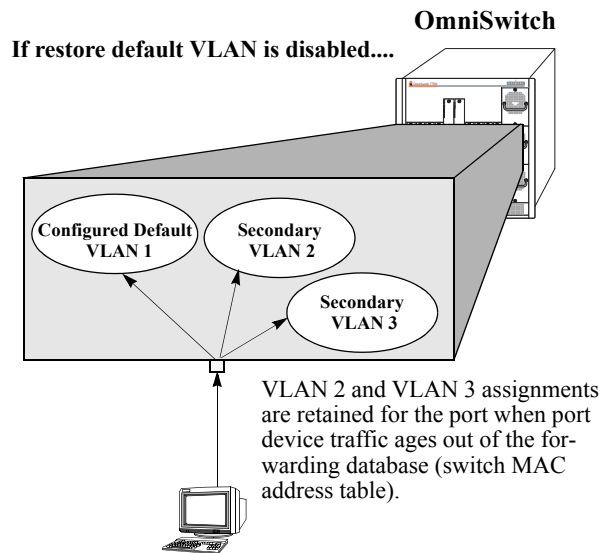 OmniSwitch
If restore default VLAN is disabled....
Configured Default
VLAN 1
Secondary
VLAN 2
Secondary
VLAN 3
VLAN 2 and VLAN 3 assignments
are retained for the port when port
device traffic ages out of the for-
warding database (switch MAC
address table).